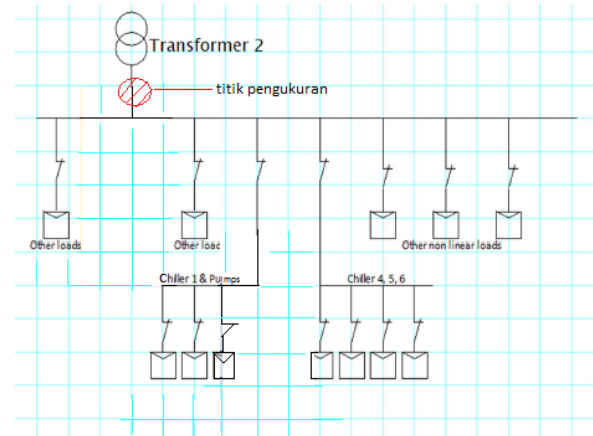 Transformer 2
titik pengukuran
Other loads
Other load
Other non linear loads
Chiller 1 & Pumps
Chiller 4, 5, 6